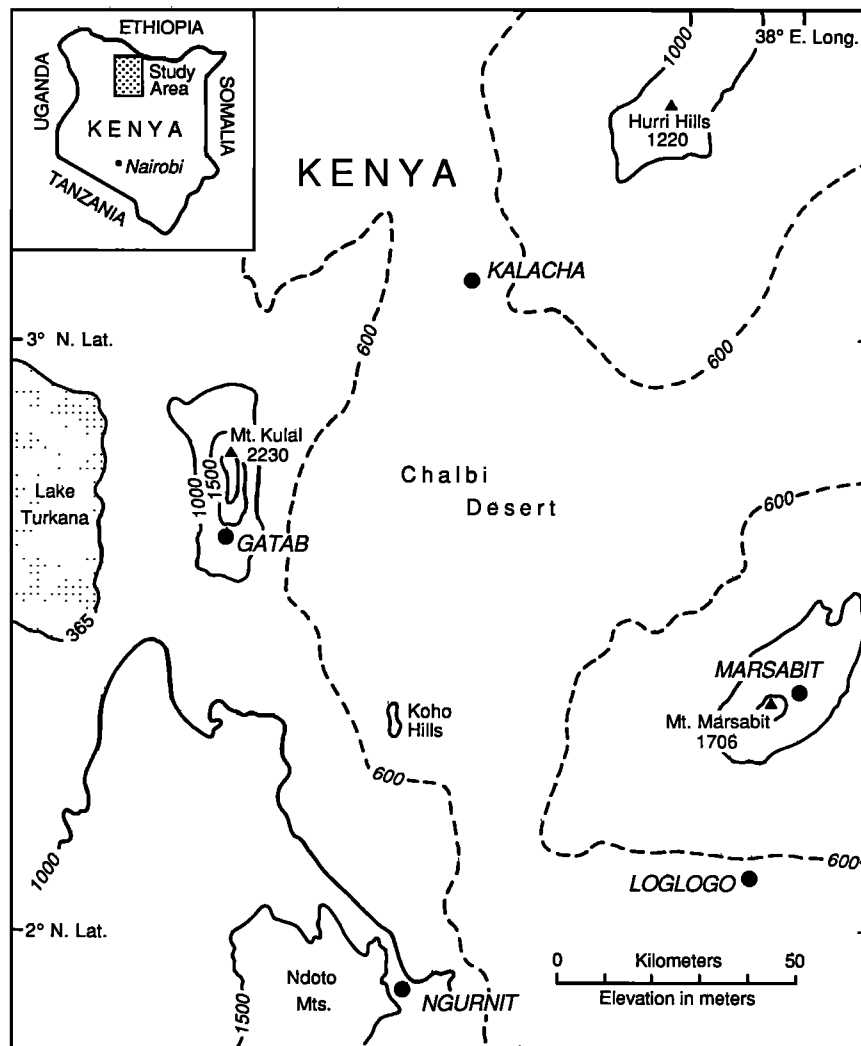 ETHIOPIA
UGANDA
Study
Area
SOMALIA
KENYA
Nairobi
TANZANIA
38° E. Long.
1000
Hurri Hills
1220
KENYA
KALACHA
600
600
3° N. Lat.
Mt. Kulal
2230
1000
1500
Lake
Turkana
GATAB
365
Chalbi
Desert
600
MARSABIT
Mt. Marsabit
1706
Koho
Hills
600
1000
600
LOGLOGO
2° N. Lat.
Ndoto
Mts.
NGURNIT
1500
0 Kilometers 50
Elevation in meters